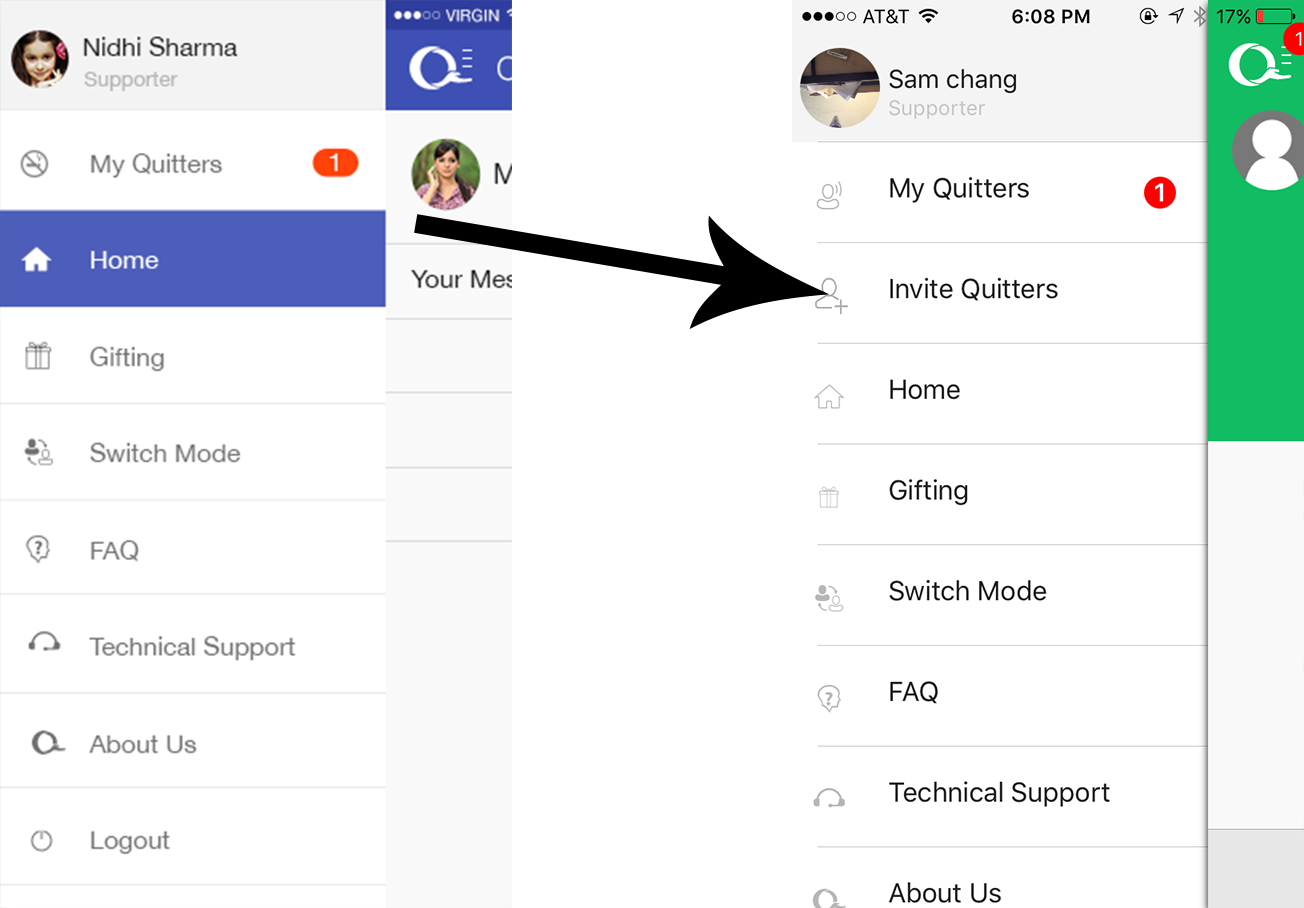 Nidhi Sharma
Supporter
My Quitters
1
Home
Gifting
Switch Mode
FAQ
Technical Support
About Us
Logout
VIRGIN
Your Mes
AT&T
6:08 PM
17%
1
Sam chang
Supporter
My Quitters
1
Invite Quitters
Home
Gifting
Switch Mode
FAQ
Technical Support
About Us